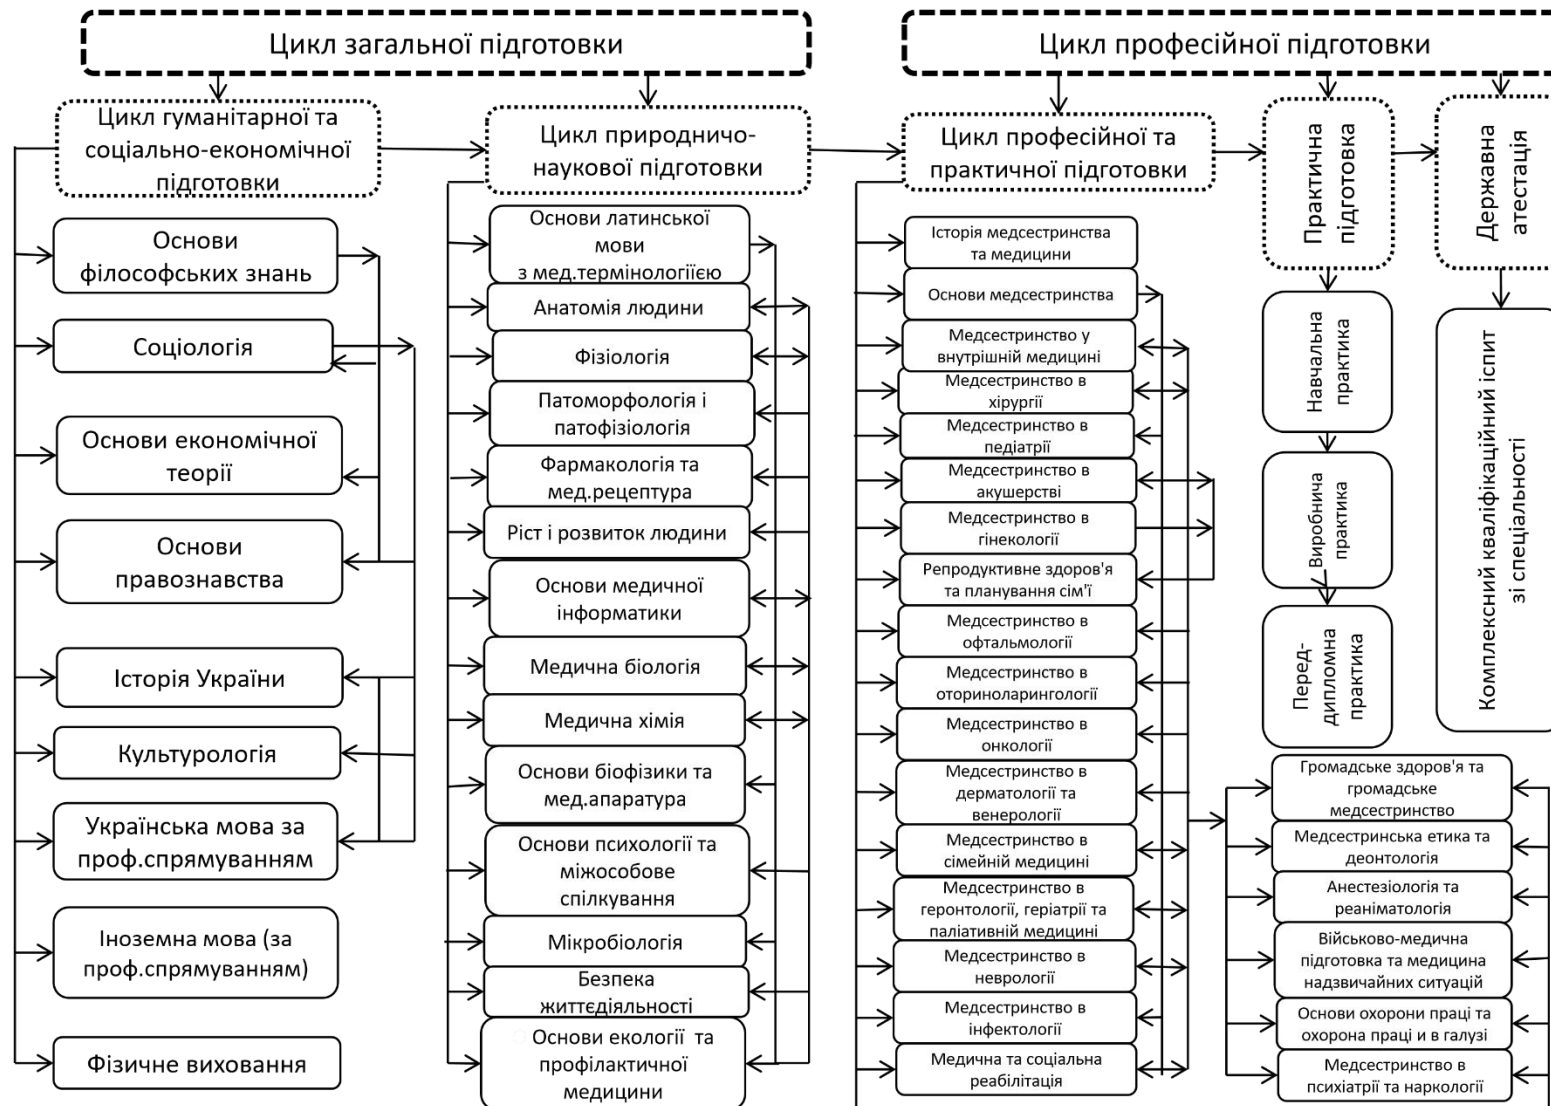 Цикл загальної підготовки
Цикл професійної підготовки
Цикл гуманітарної та
соціально-економічної
підготовки
Цикл природничо-
наукової підготовки
Цикл професійної та
практичної підготовки
Практична
підготовка
Державна
атестація
Основи
філософських знань
Соціологія
Основи економічної
теорії
Основи
правознавства
Історія України
Культурологія
Українська мова за
проф.спрямуванням
Іноземна мова (за
проф.спрямуванням)
Фізичне виховання
Основи латинської
мови
з мед.термінологіїєю
Анатомія людини
Фізіологія
Патоморфологія і
патофізіологія
Фармакологія та
мед.рецептура
Ріст і розвиток людини
Основи медичної
інформатики
Медична біологія
Медична хімія
Основи біофізики та
мед.апаратура
Основи психології та
міжособове
спілкування
Мікробіологія
Безпека
життєдіяльності
Основи екології та
профілактичної
медицини
Історія медсестринства
та медицини
Основи медсестринства
Медсестринство у
внутрішній медицині
Медсестринство в
хірургії
Медсестринство в
педіатрії
Медсестринство в
акушерстві
Медсестринство в
гінекології
Репродуктивне здоров'я
та планування сім'ї
Медсестринство в
офтальмології
Медсестринство в
оториноларингології
Медсестринство в
онкології
Медсестринство в
дерматології та
венерології
Медсестринство в
сімейній медицині
Медсестринство в
геронтології, геріатрії та
паліативній медицині
Медсестринство в
неврології
Медсестринство в
інфектології
Медична та соціальна
реабілітація
Навчальна
практика
Виробнича
практика
Перед-
дипломна
практика
Комплексний кваліфікаційний іспит
зі спеціальності
Громадське здоров'я та
громадське
медсестринство
Медсестринська етика та
деонтологія
Анестезіологія та
реаніматологія
Військово-медична
підготовка та медицина
надзвичайних ситуацій
Основи охорони праці та
охорона праці и в галузі
Медсестринство в
психіатрії та наркології